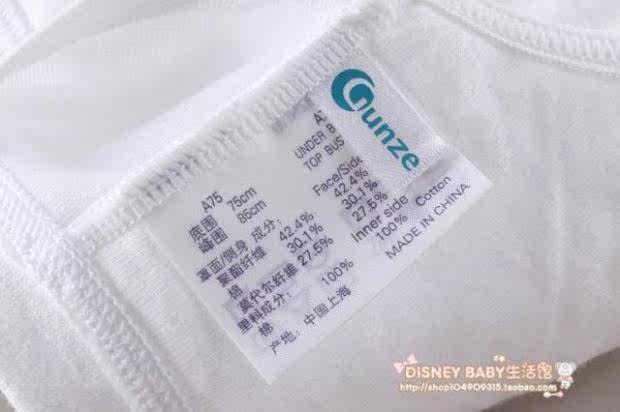 Gunze
A75
底围 75cm
峰围 85cm
罩面/侧身 成分:
聚酯纤维 42.4%
棉 30.1%
莫代尔纤维 27.5%
里料成分:
棉 100%
产地: 中国上海
UNDER
TOP
Face/Side
42.4%
30.1%
27.5%
Inner side
100% Cotton
MADE IN CHINA
DISNEY BABY生活馆
http://shop104909315.taobao.com